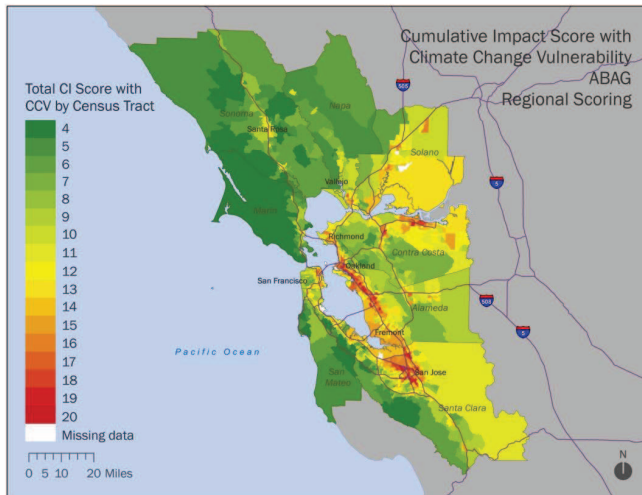 Cumulative Impact Score with
Climate Change Vulnerability
ABAG
Regional Scoring
Total CI Score with
CCV by Census Tract
4
5
6
7
8
9
10
11
12
13
14
15
16
17
18
19
20
Missing data
0 5 10 20 Miles
505
Napa
Sonoma
Santa Rosa
Solano
5
Vallejo
Marin
Richmond
Contra Costa
Oakland
San Francisco
Alameda
5
Fremont
Pacific Ocean
San
Mateo
San Jose
Santa Clara
N